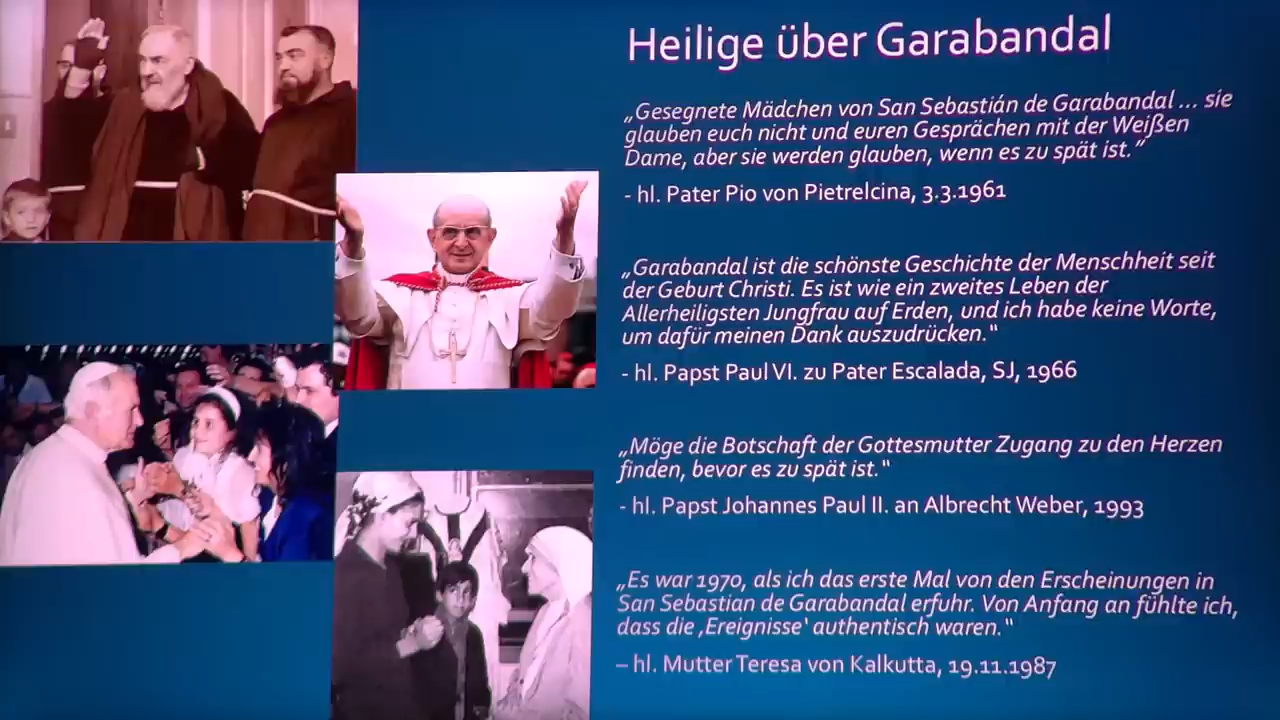 Heilige über Garabandal
„Gesegnete Mädchen von San Sebastián de Garabandal ... sie
glauben euch nicht und euren Gesprächen mit der Weißen
Dame, aber sie werden glauben, wenn es zu spät ist.”
- hl. Pater Pio von Pietrelcina, 3.3.1961
„Garabandal ist die schönste Geschichte der Menschheit seit
der Geburt Christi. Es ist wie ein zweites Leben der
Allerheiligsten Jungfrau auf Erden, und ich habe keine Worte,
um dafür meinen Dank auszudrücken.“
- hl. Papst Paul VI. zu Pater Escalada, SJ, 1966
„Möge die Botschaft der Gottesmutter Zugang zu den Herzen
finden, bevor es zu spät ist.“
- hl. Papst Johannes Paul II. an Albrecht Weber, 1993
„Es war 1970, als ich das erste Mal von den Erscheinungen in
San Sebastian de Garabandal erfuhr. Von Anfang an fühlte ich,
dass die ‚Ereignisse‘ authentisch waren.“
– hl. Mutter Teresa von Kalkutta, 19.11.1987